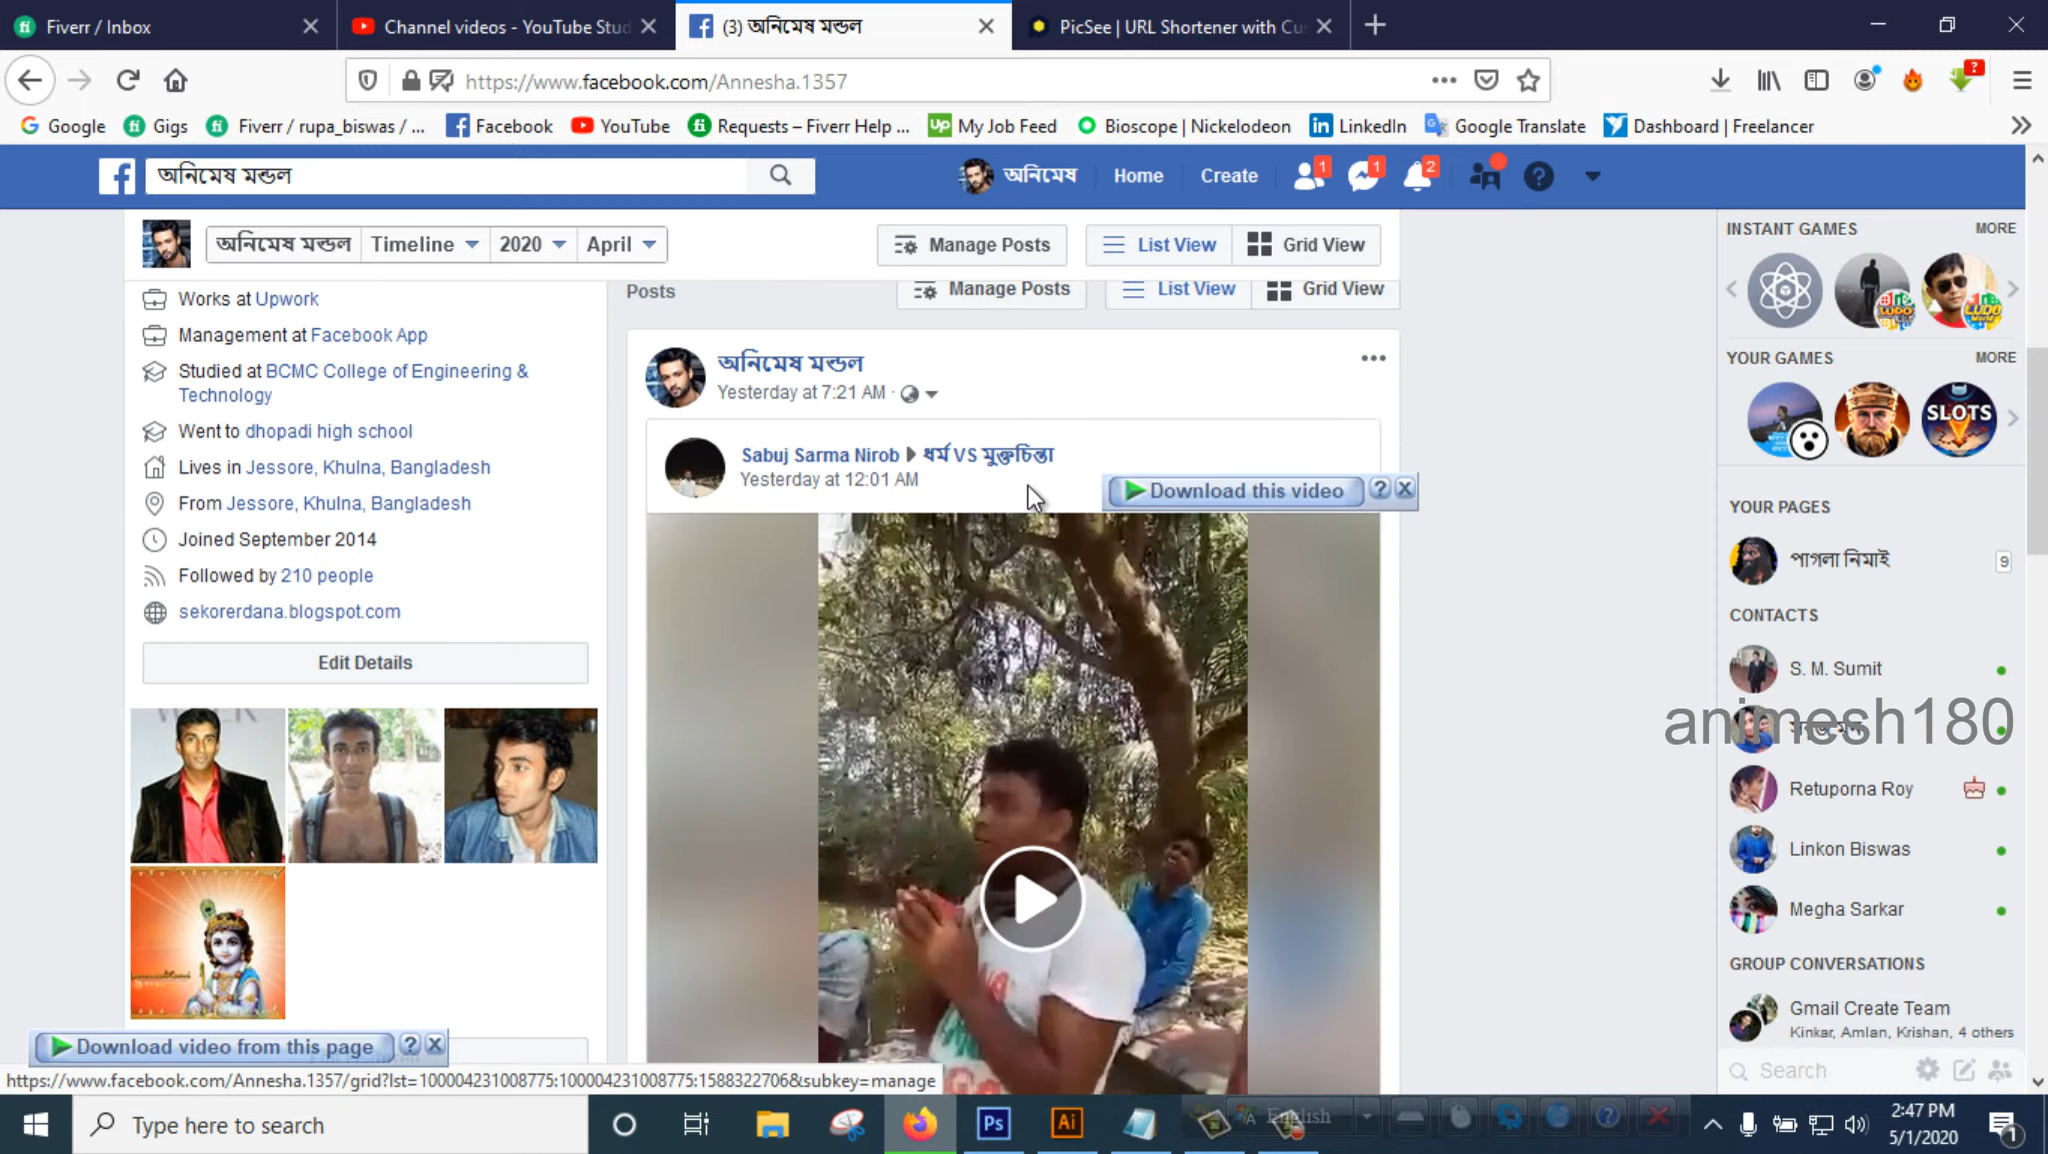 Fiverr / Inbox
Channel videos - YouTube Stud
(3) অনিমেষ মন্ডল
PicSee | URL Shortener with Cus
https://www.facebook.com/Annesha.1357
Google
Gigs
Fiverr / rupa_biswas / ...
Facebook
YouTube
Requests – Fiverr Help ...
My Job Feed
Bioscope | Nickelodeon
LinkedIn
Google Translate
Dashboard | Freelancer
অনিমেষ মন্ডল
অনিমেষ
Home
Create
1
1
2
অনিমেষ মন্ডল
Timeline
2020
April
Manage Posts
List View
Grid View
Posts
Manage Posts
List View
Grid View
Works at Upwork
Management at Facebook App
Studied at BCMC College of Engineering &
Technology
Went to dhopadi high school
Lives in Jessore, Khulna, Bangladesh
From Jessore, Khulna, Bangladesh
Joined September 2014
Followed by 210 people
sekorerdana.blogspot.com
Edit Details
Download video from this page
https://www.facebook.com/Annesha.1357/grid?lst=100004231008775:100004231008775:1588322706&subkey=manage
অনিমেষ মন্ডল
Yesterday at 7:21 AM ·
Sabuj Sarma Nirob
ধর্ম VS মুক্তচিন্তা
Yesterday at 12:01 AM
Download this video
INSTANT GAMES
MORE
YOUR GAMES
MORE
SLOTS
YOUR PAGES
পাগলা নিমাই
9
CONTACTS
S. M. Sumit
animesh180
Retuporna Roy
Linkon Biswas
Megha Sarkar
GROUP CONVERSATIONS
Gmail Create Team
Kinkar, Amlan, Krishan, 4 others
Search
Type here to search
Ps
Ai
English
2:47 PM
5/1/2020
1